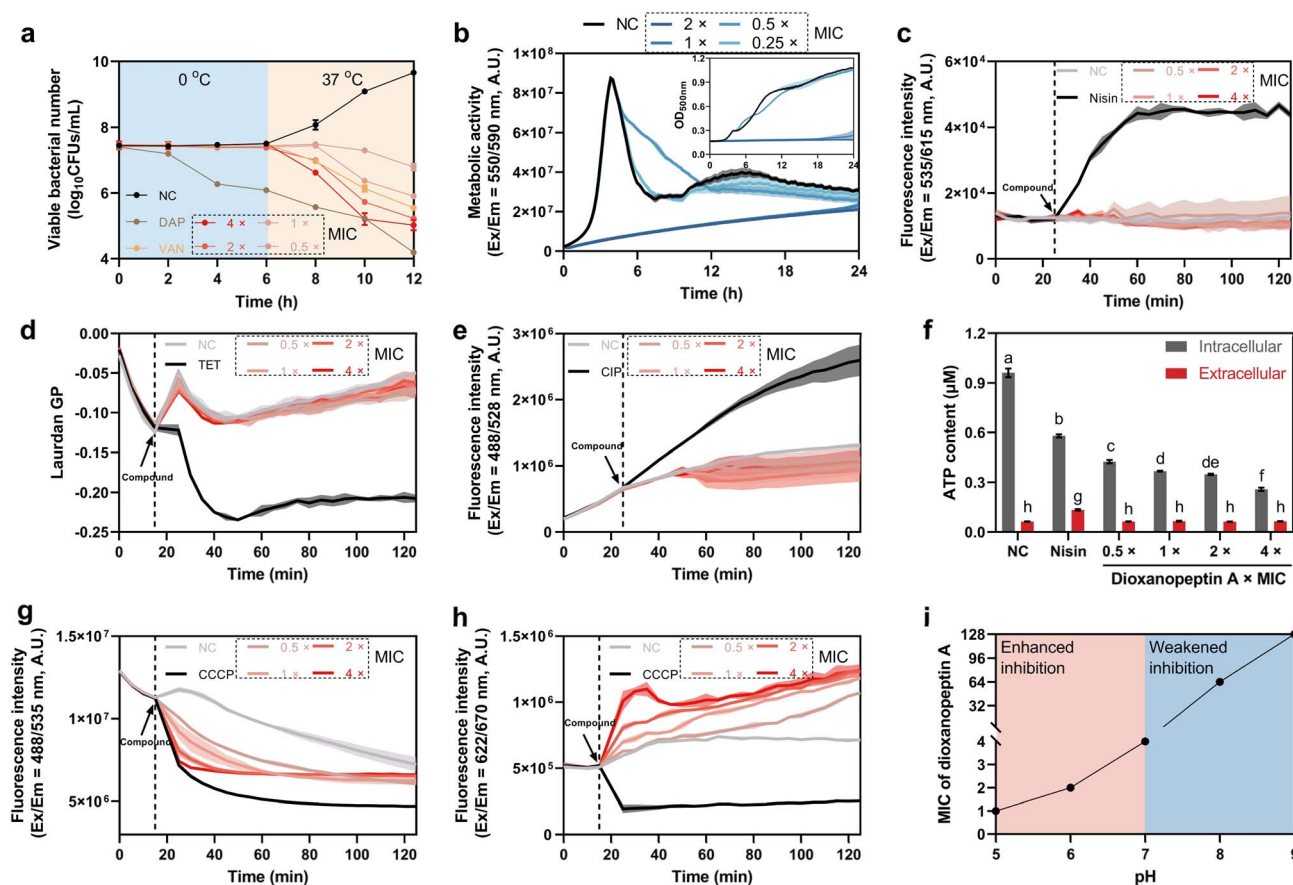 a
0 °C
37 °C
Viable bacterial number
(log10CFUs/mL)
10
8
6
4
NC
DAP
VAN
4 ×
1 ×
2 ×
0.5 ×
MIC
0
2
4
6
8
10
12
Time (h)
b
NC
2 ×
0.5 ×
1 ×
0.25 ×
MIC
Metabolic activity
(Ex/Em = 550/590 nm, A.U.)
1×10⁸
8×10⁷
6×10⁷
4×10⁷
2×10⁷
0
OD500nm
1.2
0.9
0.6
0.3
0
0
6
12
18
24
0
6
12
18
24
Time (h)
c
NC
0.5 ×
2 ×
Nisin
1 ×
4 ×
MIC
Fluorescence intensity
(Ex/Em = 535/615 nm, A.U.)
6×10⁴
4×10⁴
2×10⁴
0
Compound
0
20
40
60
80
100
120
Time (min)
d
NC
0.5 ×
2 ×
TET
1 ×
4 ×
MIC
Laurdan GP
0.00
-0.05
-0.10
-0.15
-0.20
-0.25
Compound
0
20
40
60
80
100
120
Time (min)
e
NC
0.5 ×
2 ×
CIP
1 ×
4 ×
MIC
Fluorescence intensity
(Ex/Em = 488/528 nm, A.U.)
3×10⁶
2×10⁶
1×10⁶
0
Compound
0
20
40
60
80
100
120
Time (min)
f
Intracellular
Extracellular
ATP content (μM)
1.2
0.9
0.6
0.3
0.0
a
h
b
g
c
h
d
h
de
h
f
h
NC
Nisin
0.5 ×
1 ×
2 ×
4 ×
Dioxanopeptin A × MIC
g
NC
0.5 ×
2 ×
CCCP
1 ×
4 ×
MIC
Fluorescence intensity
(Ex/Em = 488/535 nm, A.U.)
1.5×10⁷
1×10⁷
5×10⁶
Compound
0
20
40
60
80
100
120
Time (min)
h
NC
0.5 ×
2 ×
CCCP
1 ×
4 ×
MIC
Fluorescence intensity
(Ex/Em = 622/670 nm, A.U.)
1.5×10⁶
1×10⁶
5×10⁵
0
Compound
0
20
40
60
80
100
120
Time (min)
i
Enhanced
inhibition
Weakened
inhibition
MIC of dioxanopeptin A
128
96
64
32
4
3
2
1
0
5
6
7
8
9
pH